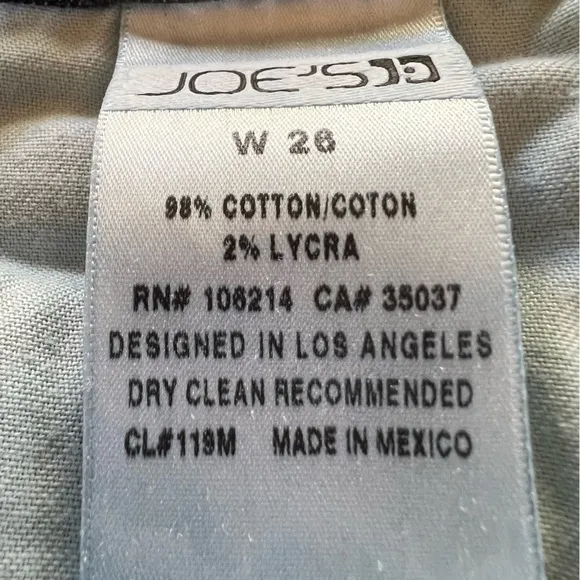 JOE'S
W 26
98% COTTON/COTON
2% LYCRA
RN# 106214 CA# 35037
DESIGNED IN LOS ANGELES
DRY CLEAN RECOMMENDED
CL#119M MADE IN MEXICO